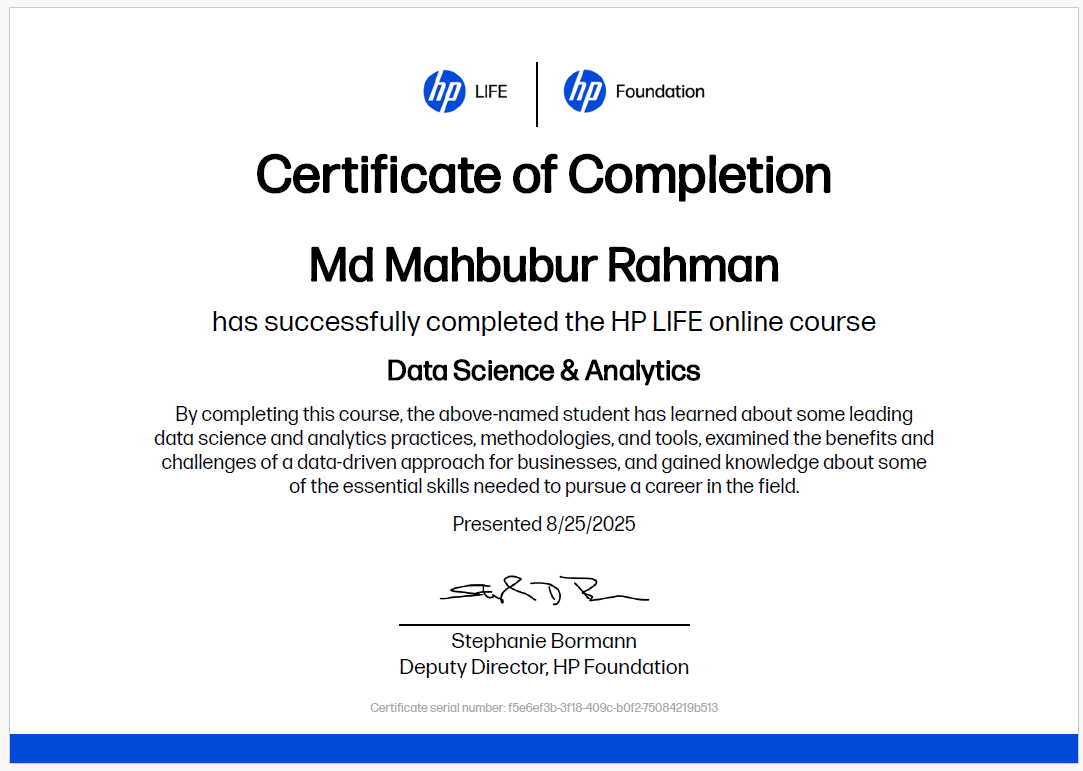 hp LIFE hp Foundation
Certificate of Completion
Md Mahbubur Rahman
has successfully completed the HP LIFE online course
Data Science & Analytics
By completing this course, the above-named student has learned about some leading
data science and analytics practices, methodologies, and tools, examined the benefits and
challenges of a data-driven approach for businesses, and gained knowledge about some
of the essential skills needed to pursue a career in the field.
Presented 8/25/2025
Stephanie Bormann
Deputy Director, HP Foundation
Certificate serial number: f5e6ef3b-3f18-409c-b0f2-75084219b513